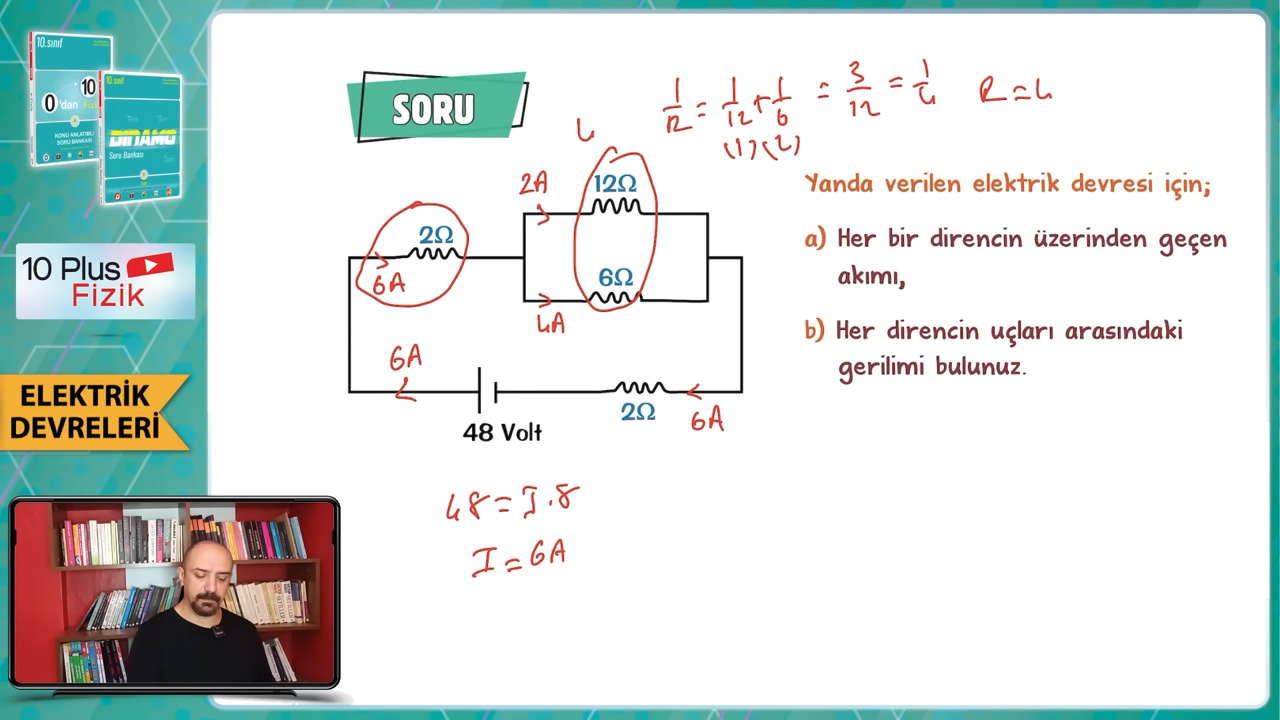 10.sınıf
0'dan 10
Fizik
KONU ANLATIMLI
SORU BANKASI
10.sınıf
DİNAMO
Soru Bankası
10 Plus
Fizik
ELEKTRİK
DEVRELERİ
SORU
1/R = 1/12 + 1/6 = 3/12 = 1/4 R = 4
(1) (2)
4
2A
12Ω
2Ω
6A
6Ω
4A
6A
2Ω
6A
48 Volt
48 = I.8
I = 6A
Yanda verilen elektrik devresi için;
a) Her bir direncin üzerinden geçen
akımı,
b) Her direncin uçları arasındaki
gerilimi bulunuz.